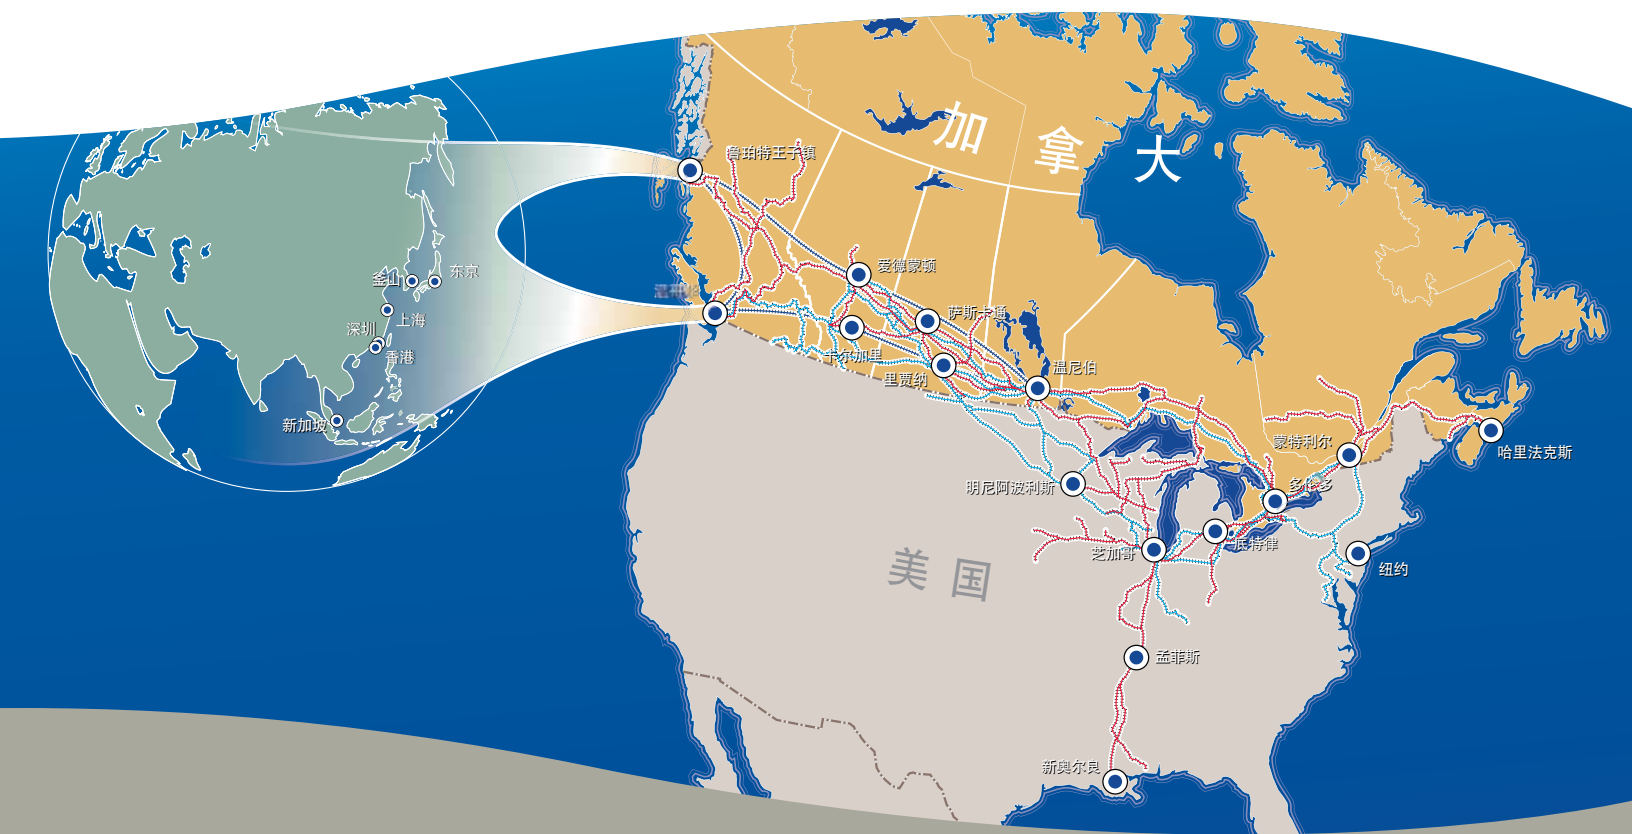 加拿大
鲁珀特王子镇
爱德蒙顿
东京
釜山
萨斯卡通
上海
深圳
香港
卡尔加里
温尼伯
里贾纳
新加坡
蒙特利尔
哈里法克斯
多伦多
明尼阿波利斯
底特律
芝加哥
纽约
美国
孟菲斯
新奥尔良